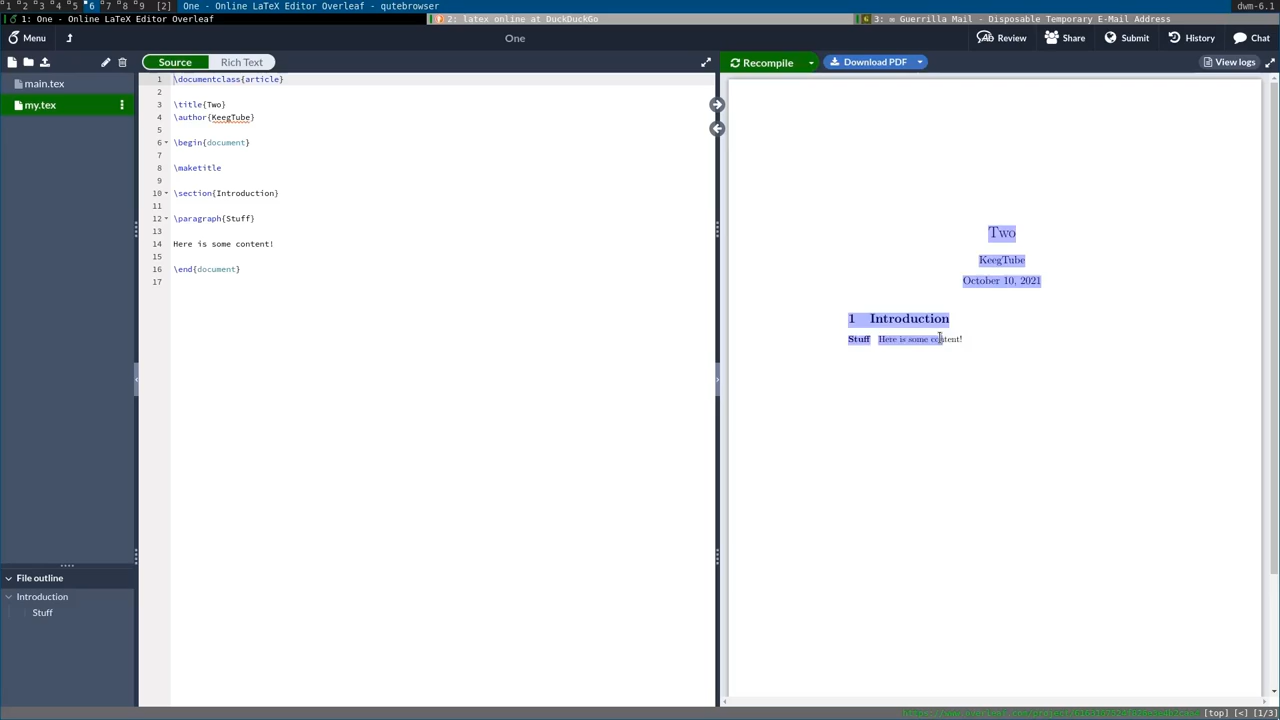 1 2 3 4 5 6 7 8 9 [2] One - Online LaTeX Editor Overleaf - qutebrowser dwm-6.1
1: One - Online LaTeX Editor Overleaf
2: latex online at DuckDuckGo
3: ✉ Guerrilla Mail - Disposable Temporary E-Mail Address
Menu
One
Review
Share
Submit
History
Chat
Source
Rich Text
Recompile
Download PDF
View logs
main.tex
my.tex
File outline
Introduction
Stuff
1 \documentclass{article}
2
3 \title{Two}
4 \author{KeegTube}
5
6 \begin{document}
7
8 \maketitle
9
10 \section{Introduction}
11
12 \paragraph{Stuff}
13
14 Here is some content!
15
16 \end{document}
17
Two
KeegTube
October 10, 2021
1 Introduction
Stuff Here is some content!
[top] [<] [1/3]